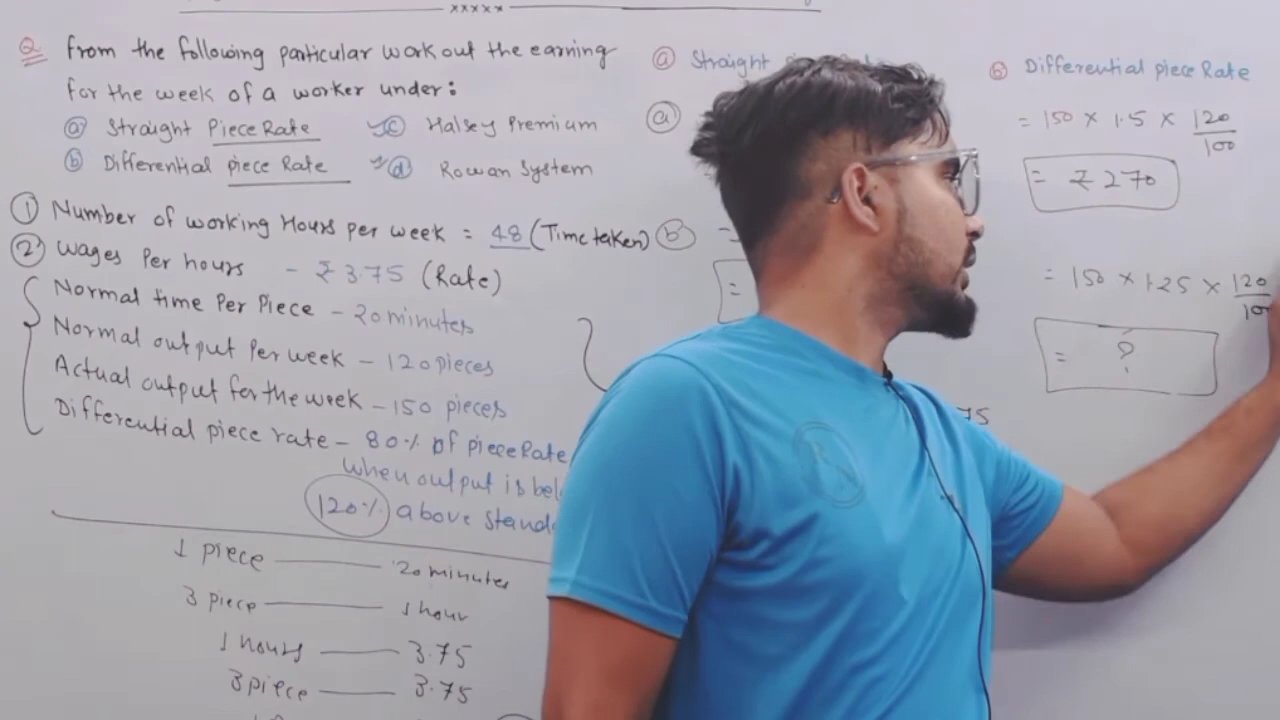 ×××××
Q From the following particular work out the earning
for the week of a worker under:
ⓐ Straight Piece Rate ⓒ Halsey Premium
ⓑ Differential piece Rate ⓓ Rowan System
① Number of working Hours per week = 48 (Time taken)
② Wages Per hours - ₹ 3.75 (Rate)
Normal time Per Piece - 20 minutes
Normal output Per week - 120 pieces
Actual output for the week - 150 pieces
Differential piece rate - 80% of piece Rate
when output is
120% above
1 piece 20 minutes
3 piece 1 hour
1 hours 3.75
3 piece 3.75
ⓐ Straight
ⓐ
ⓑ =
=
75
ⓑ Differential piece Rate
= 150 × 1.5 × 120/100
= ₹ 270
= 150 × 1.25 × 120/100
= ?